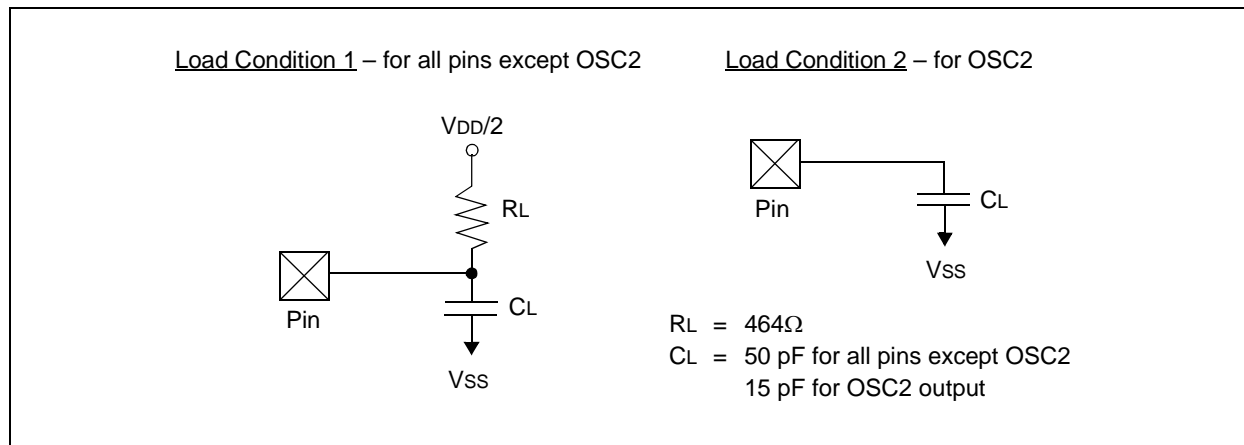 Load Condition 1 – for all pins except OSC2
Load Condition 2 – for OSC2
VDD/2
RL
Pin
CL
VSS
Pin
CL
VSS
RL = 464Ω
CL = 50 pF for all pins except OSC2
15 pF for OSC2 output